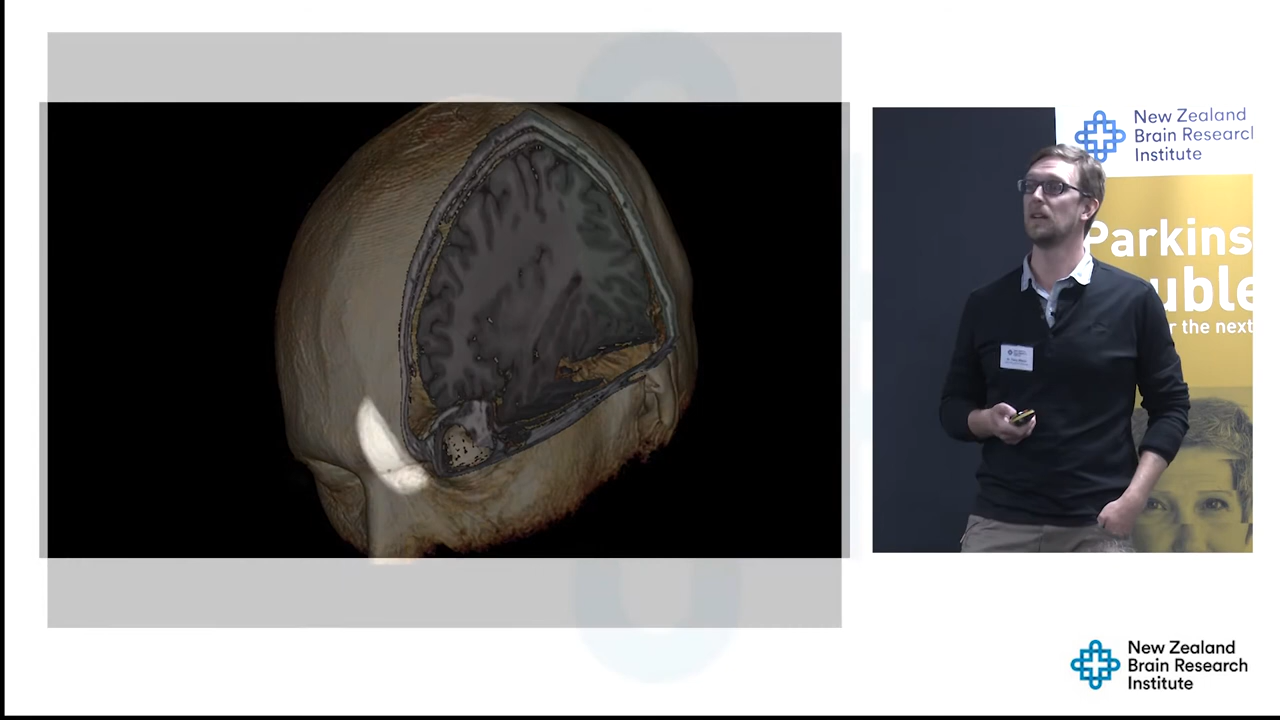 New Zealand
Brain Research
Institute
Parkins
uble
r the next
New Zealand
Brain Research
Institute